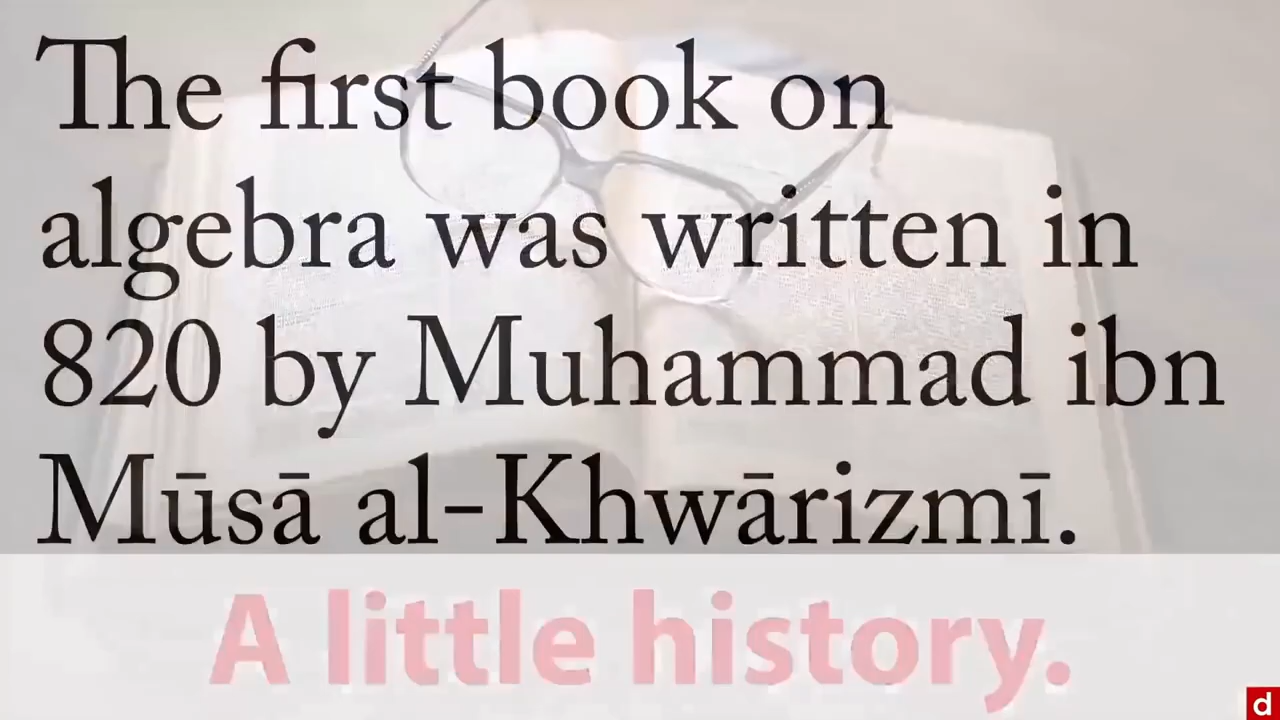 The first book on
algebra was written in
820 by Muhammad ibn
Mūsā al-Khwārizmī.
A little history.
d